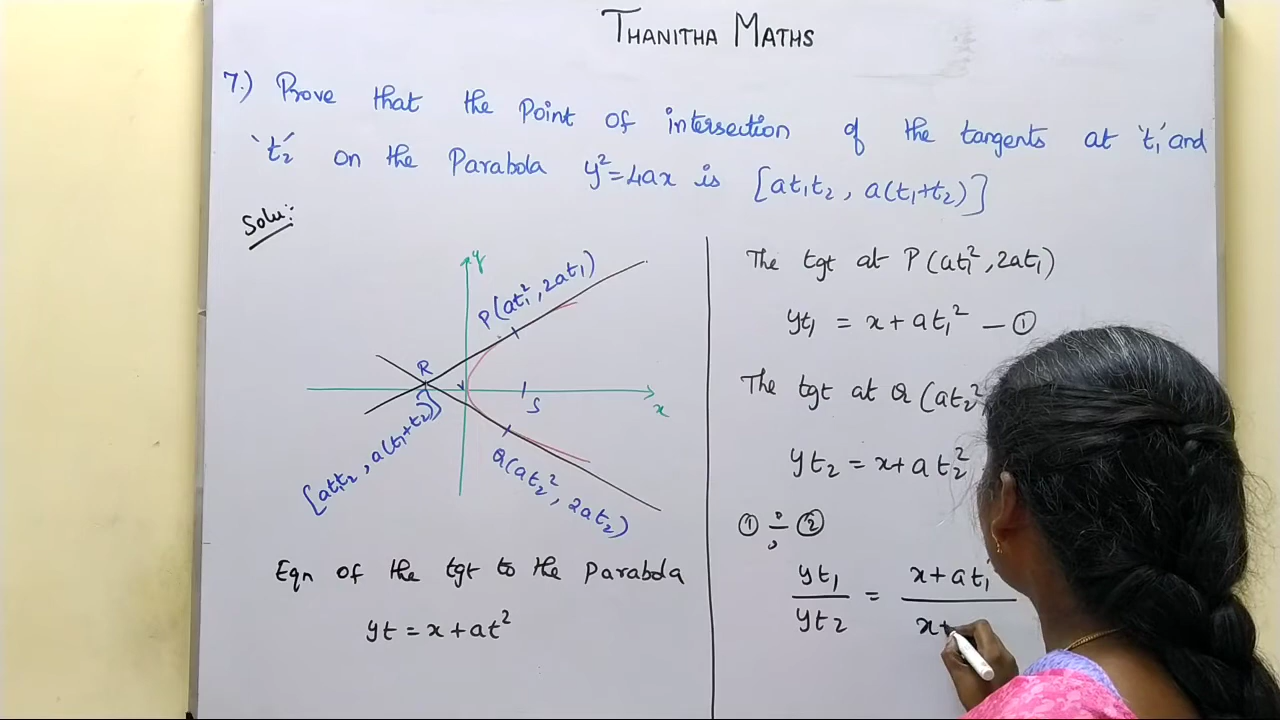 THANITHA MATHS
7.) Prove that the Point of intersection of the tangents at 't₁' and
't₂' on the Parabola y²=4ax is [at₁t₂, a(t₁+t₂)]
Solu:
y
P(at₁², 2at₁)
R
S
x
[at₁t₂, a(t₁+t₂)]
Q(at₂², 2at₂)
Eqn of the tgt to the Parabola
yt = x + at²
The tgt at P(at₁², 2at₁)
yt₁ = x + at₁² — ①
The tgt at Q (at₂²,
yt₂ = x + at₂²
① ÷ ②
yt₁ / yt₂ = x + at₁ / x+